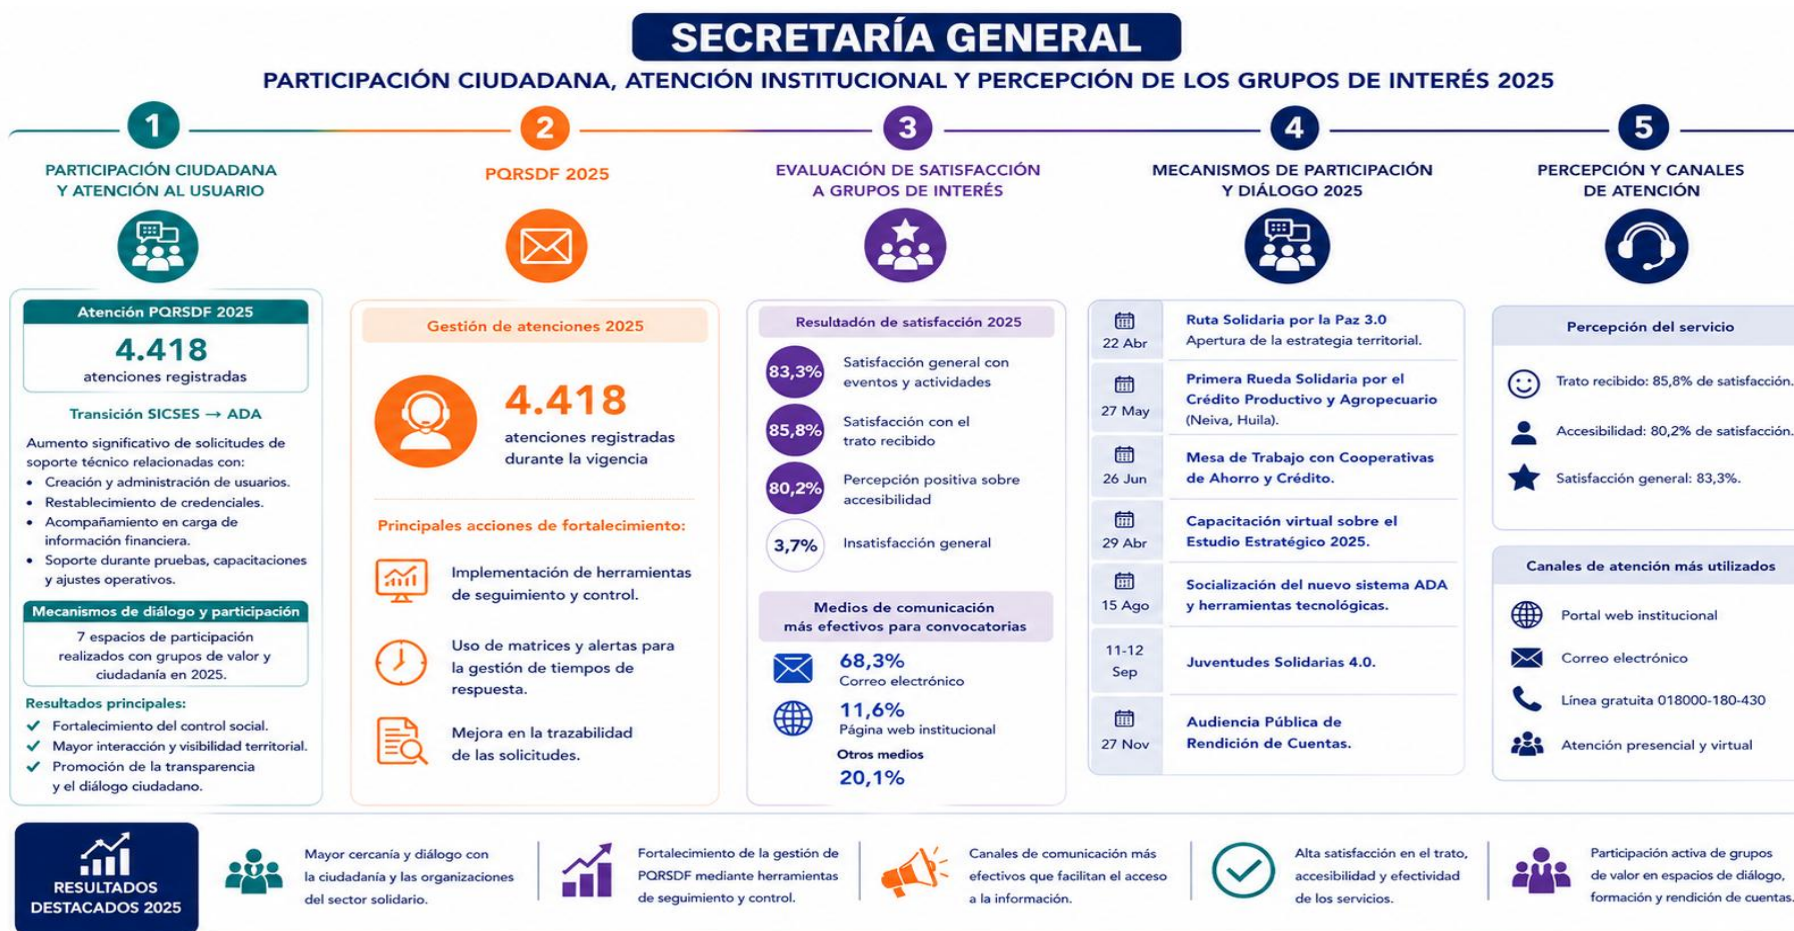 SECRETARÍA GENERAL
PARTICIPACIÓN CIUDADANA, ATENCIÓN INSTITUCIONAL Y PERCEPCIÓN DE LOS GRUPOS DE INTERÉS 2025
1
PARTICIPACIÓN CIUDADANA
Y ATENCIÓN AL USUARIO
Atención PQRSDF 2025
4.418
atenciones registradas
Transición SICSES → ADA
Aumento significativo de solicitudes de
soporte técnico relacionadas con:
• Creación y administración de usuarios.
• Restablecimiento de credenciales.
• Acompañamiento en carga de
información financiera.
• Soporte durante pruebas, capacitaciones
y ajustes operativos.
Mecanismos de diálogo y participación
7 espacios de participación
realizados con grupos de valor y
ciudadanía en 2025.
Resultados principales:
✓ Fortalecimiento del control social.
✓ Mayor interacción y visibilidad territorial.
✓ Promoción de la transparencia
y el diálogo ciudadano.
2
PQRSDF 2025
Gestión de atenciones 2025
4.418
atenciones registradas
durante la vigencia
Principales acciones de fortalecimiento:
Implementación de herramientas
de seguimiento y control.
Uso de matrices y alertas para
la gestión de tiempos de
respuesta.
Mejora en la trazabilidad
de las solicitudes.
3
EVALUACIÓN DE SATISFACCIÓN
A GRUPOS DE INTERÉS
Resultadón de satisfacción 2025
83,3%
Satisfacción general con
eventos y actividades
85,8%
Satisfacción con el
trato recibido
80,2%
Percepción positiva sobre
accesibilidad
3,7%
Insatisfacción general
Medios de comunicación
más efectivos para convocatorias
68,3%
Correo electrónico
11,6%
Página web institucional
Otros medios
20,1%
4
MECANISMOS DE PARTICIPACIÓN
Y DIÁLOGO 2025
22 Abr
Ruta Solidaria por la Paz 3.0
Apertura de la estrategia territorial.
27 May
Primera Rueda Solidaria por el
Crédito Productivo y Agropecuario
(Neiva, Huila).
26 Jun
Mesa de Trabajo con Cooperativas
de Ahorro y Crédito.
29 Abr
Capacitación virtual sobre el
Estudio Estratégico 2025.
15 Ago
Socialización del nuevo sistema ADA
y herramientas tecnológicas.
11-12
Sep
Juventudes Solidarias 4.0.
27 Nov
Audiencia Pública de
Rendición de Cuentas.
5
PERCEPCIÓN Y CANALES
DE ATENCIÓN
Percepción del servicio
Trato recibido: 85,8% de satisfacción.
Accesibilidad: 80,2% de satisfacción.
Satisfacción general: 83,3%.
Canales de atención más utilizados
Portal web institucional
Correo electrónico
Línea gratuita 018000-180-430
Atención presencial y virtual
RESULTADOS
DESTACADOS 2025
Mayor cercanía y diálogo con
la ciudadanía y las organizaciones
del sector solidario.
Fortalecimiento de la gestión de
PQRSDF mediante herramientas
de seguimiento y control.
Canales de comunicación más
efectivos que facilitan el acceso
a la información.
Alta satisfacción en el trato,
accesibilidad y efectividad
de los servicios.
Participación activa de grupos
de valor en espacios de diálogo,
formación y rendición de cuentas.